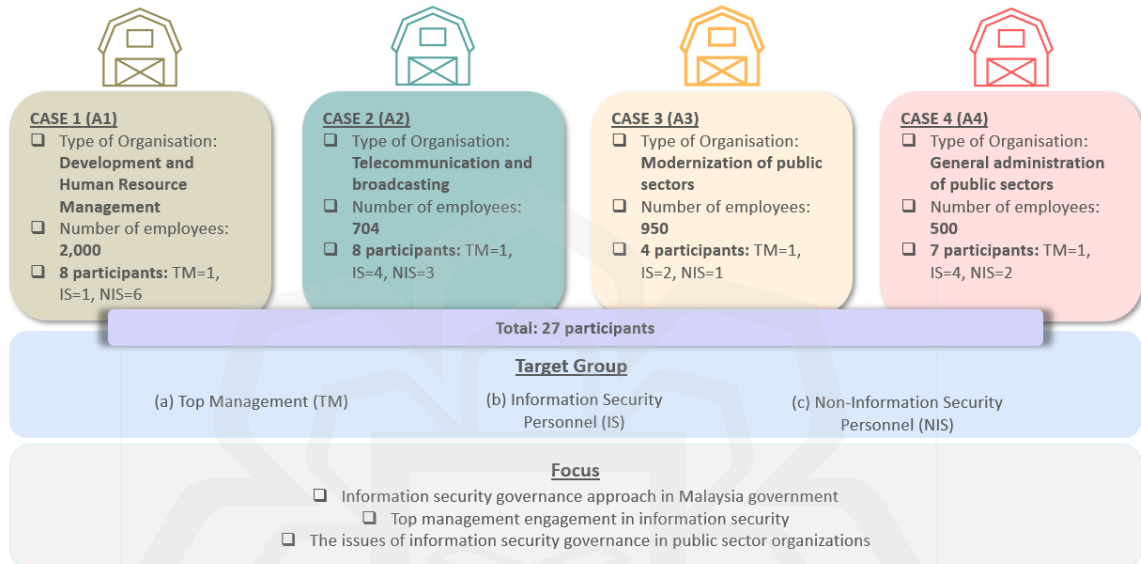 CASE 1 (A1)
❑ Type of Organisation:
Development and
Human Resource
Management
❑ Number of employees:
2,000
❑ 8 participants: TM=1,
IS=1, NIS=6
CASE 2 (A2)
❑ Type of Organisation:
Telecommunication and
broadcasting
❑ Number of employees:
704
❑ 8 participants: TM=1,
IS=4, NIS=3
CASE 3 (A3)
❑ Type of Organisation:
Modernization of public
sectors
❑ Number of employees:
950
❑ 4 participants: TM=1,
IS=2, NIS=1
CASE 4 (A4)
❑ Type of Organisation:
General administration
of public sectors
❑ Number of employees:
500
❑ 7 participants: TM=1,
IS=4, NIS=2
Total: 27 participants
Target Group
(a) Top Management (TM)
(b) Information Security
Personnel (IS)
(c) Non-Information Security
Personnel (NIS)
Focus
❑ Information security governance approach in Malaysia government
❑ Top management engagement in information security
❑ The issues of information security governance in public sector organizations